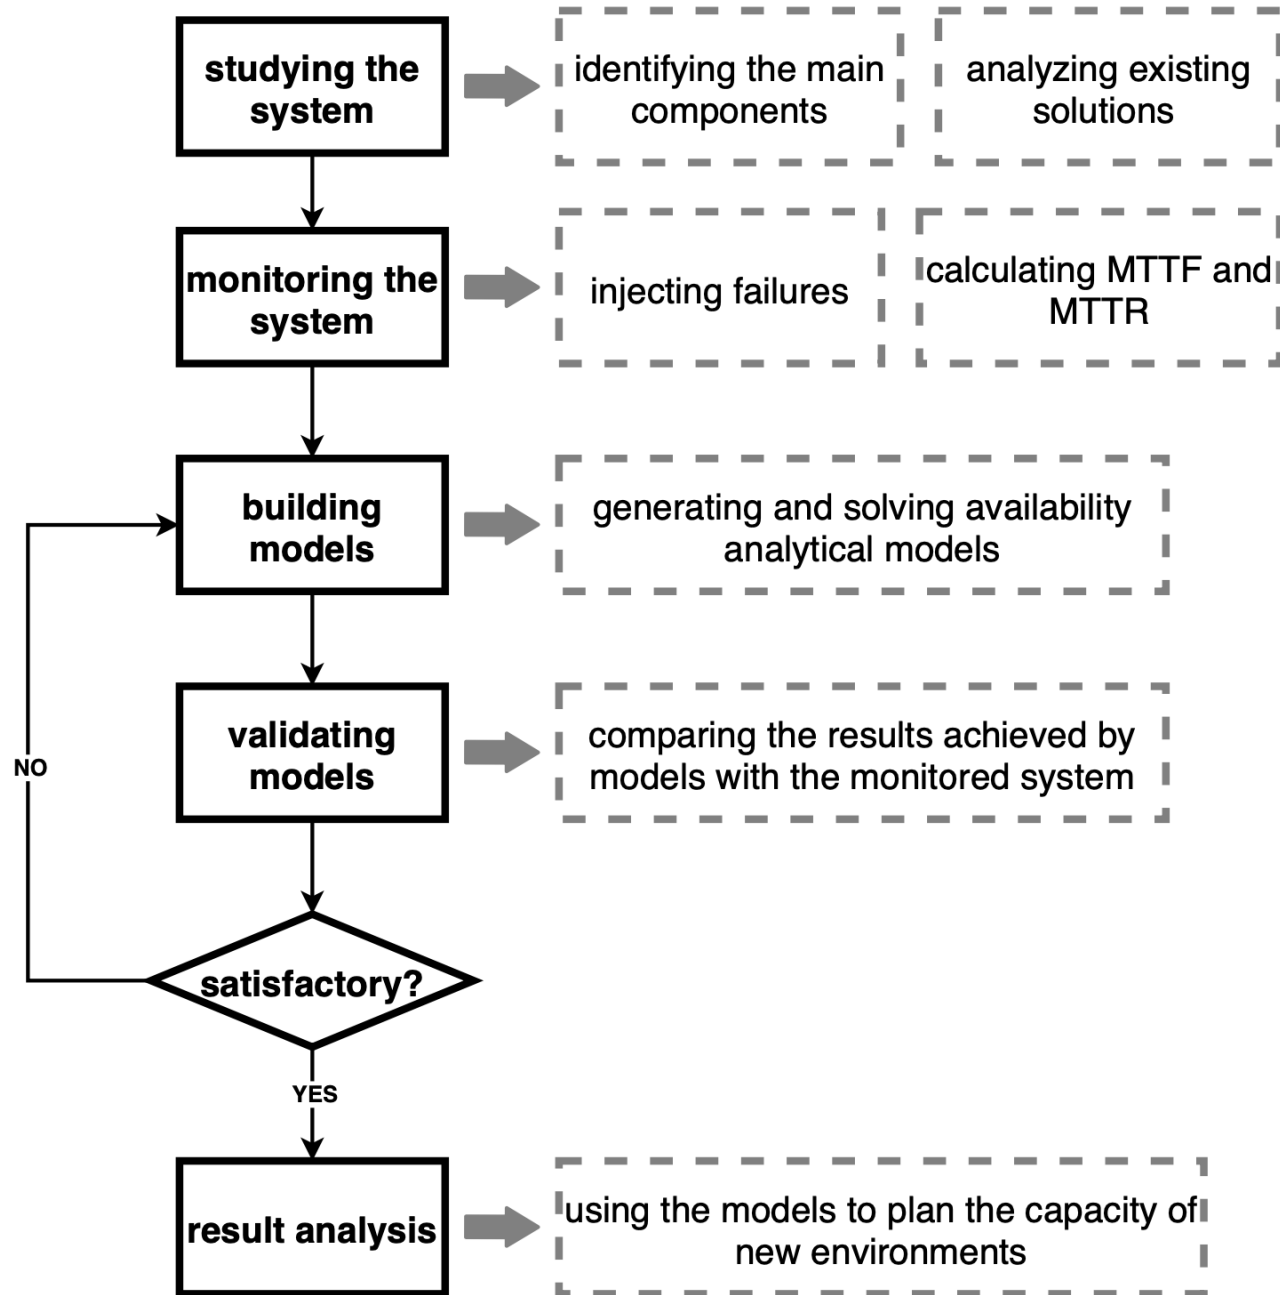 studying the
system
identifying the main
components
analyzing existing
solutions
monitoring the
system
injecting failures
calculating MTTF and
MTTR
building
models
generating and solving availability
analytical models
validating
models
comparing the results achieved by
models with the monitored system
NO
satisfactory?
YES
result analysis
using the models to plan the capacity of
new environments